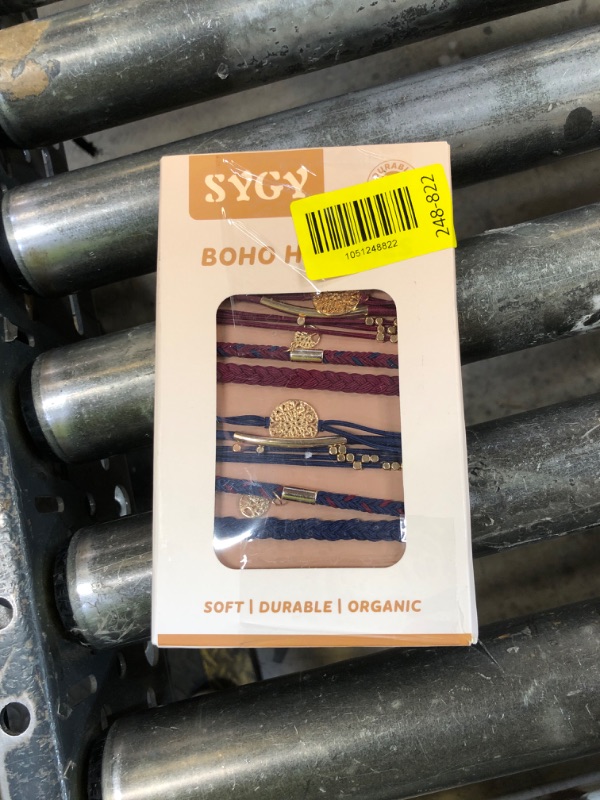 SYGY
DURABLE
BOHO H
1051248822
248-822
SOFT | DURABLE | ORGANIC